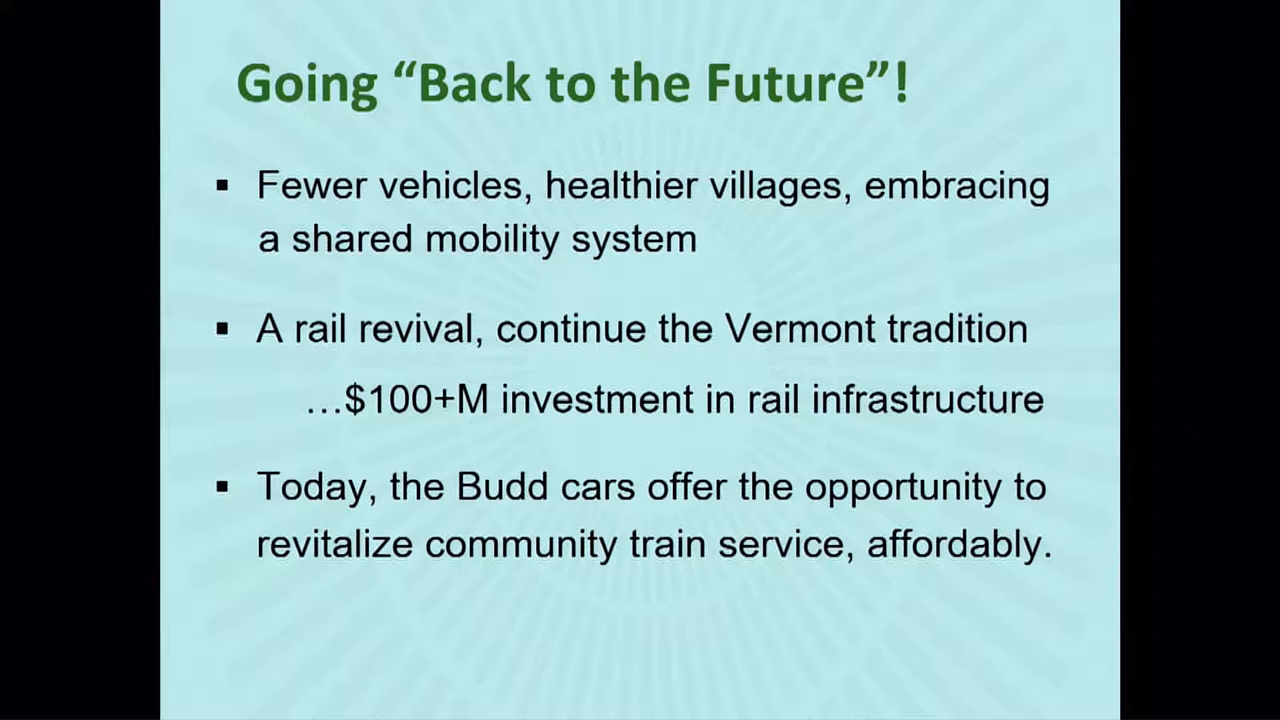 Going “Back to the Future”!
▪ Fewer vehicles, healthier villages, embracing
a shared mobility system
▪ A rail revival, continue the Vermont tradition
…$100+M investment in rail infrastructure
▪ Today, the Budd cars offer the opportunity to
revitalize community train service, affordably.